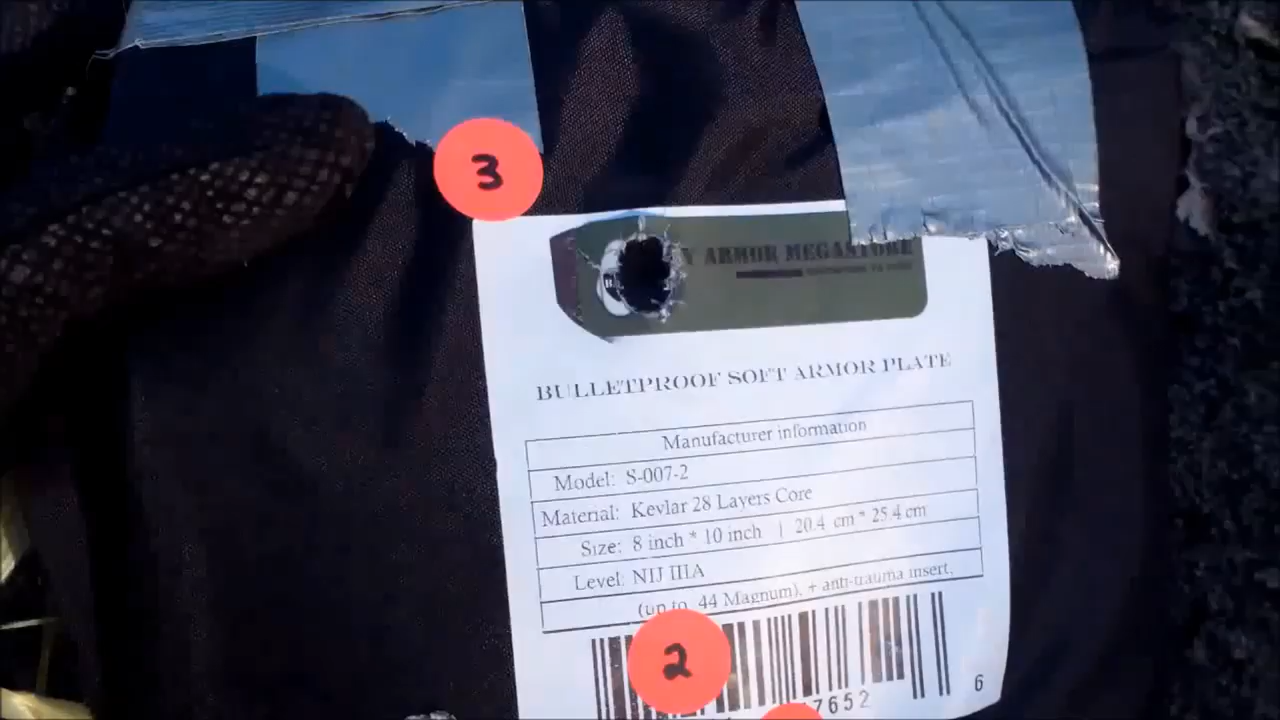 3
Y ARMOR MEGASTORE
BULLETPROOF SOFT ARMOR PLATE
Manufacturer information
Model: S-007-2
Material: Kevlar 28 Layers Core
Size: 8 inch * 10 inch | 20.4 cm * 25.4 cm
Level: NIJ IIIA
(up to .44 Magnum), + anti-trauma insert,
2
7652
6